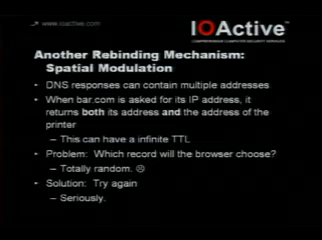 www.ioactive.com
IOActive™
COMPREHENSIVE COMPUTER SECURITY SERVICES
Another Rebinding Mechanism:
Spatial Modulation
• DNS responses can contain multiple addresses
• When bar.com is asked for its IP address, it
returns both its address and the address of the
printer
– This can have a infinite TTL
• Problem: Which record will the browser choose?
– Totally random. ☹
• Solution: Try again
– Seriously.